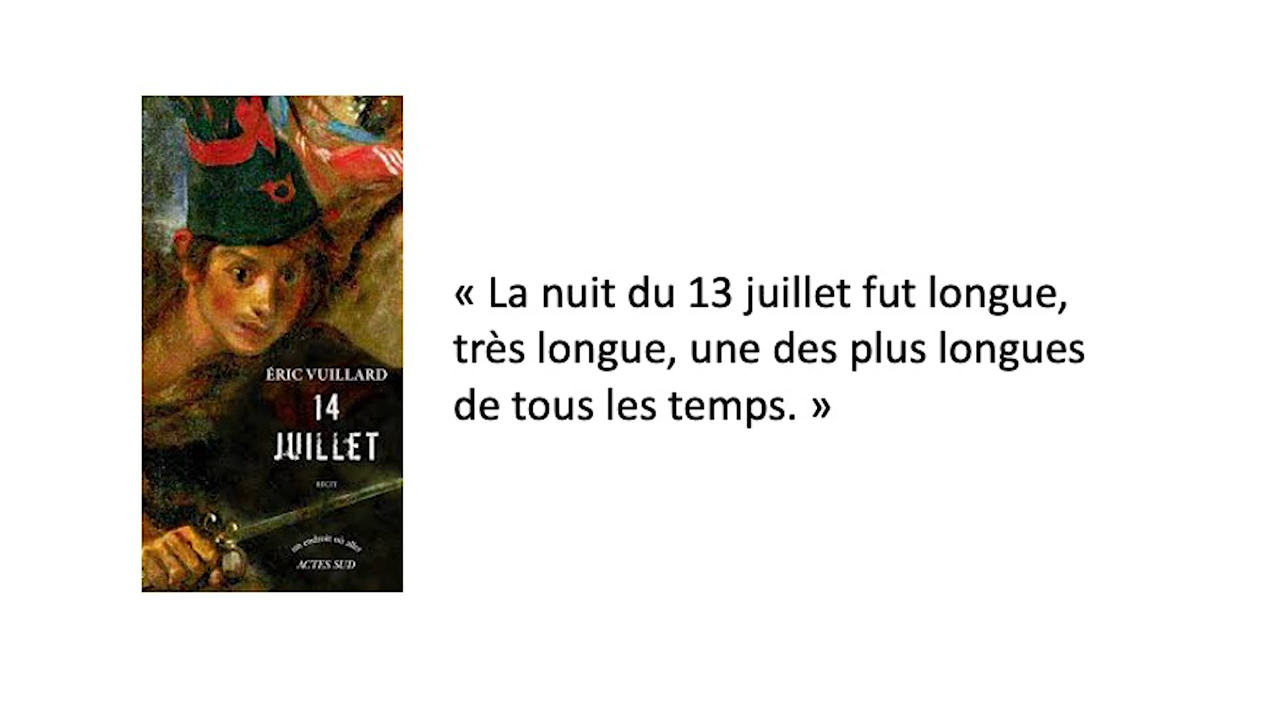 ÉRIC VUILLARD
14
JUILLET
RÉCIT
un endroit où aller
ACTES SUD
« La nuit du 13 juillet fut longue,
très longue, une des plus longues
de tous les temps. »